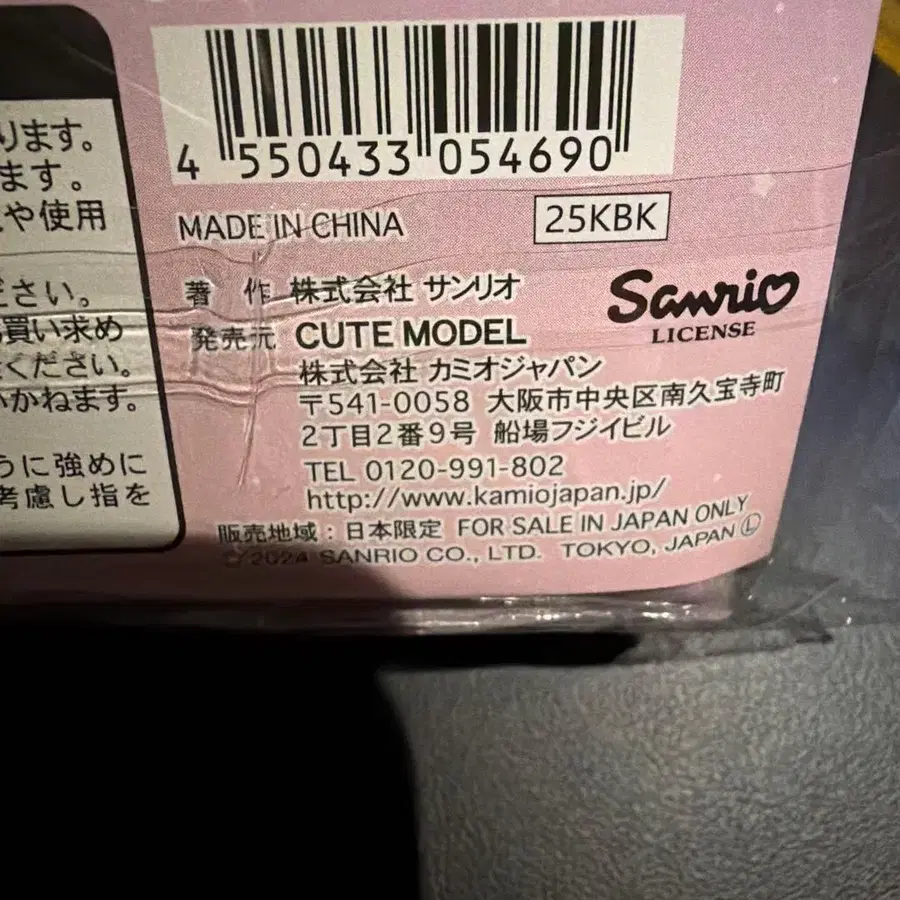 ります。
ます。
や使用
ださい。
買い求め
ください。
いかねます。
うに強めに
考慮し指を
4 550433 054690
MADE IN CHINA
25KBK
著 作 株式会社 サンリオ
Sanrio
LICENSE
発売元 CUTE MODEL
株式会社 カミオジャパン
〒541-0058 大阪市中央区南久宝寺町
2丁目2番9号 船場フジイビル
TEL 0120-991-802
http://www.kamiojapan.jp/
販売地域：日本限定 FOR SALE IN JAPAN ONLY
© 2024 SANRIO CO., LTD. TOKYO, JAPAN Ⓛ